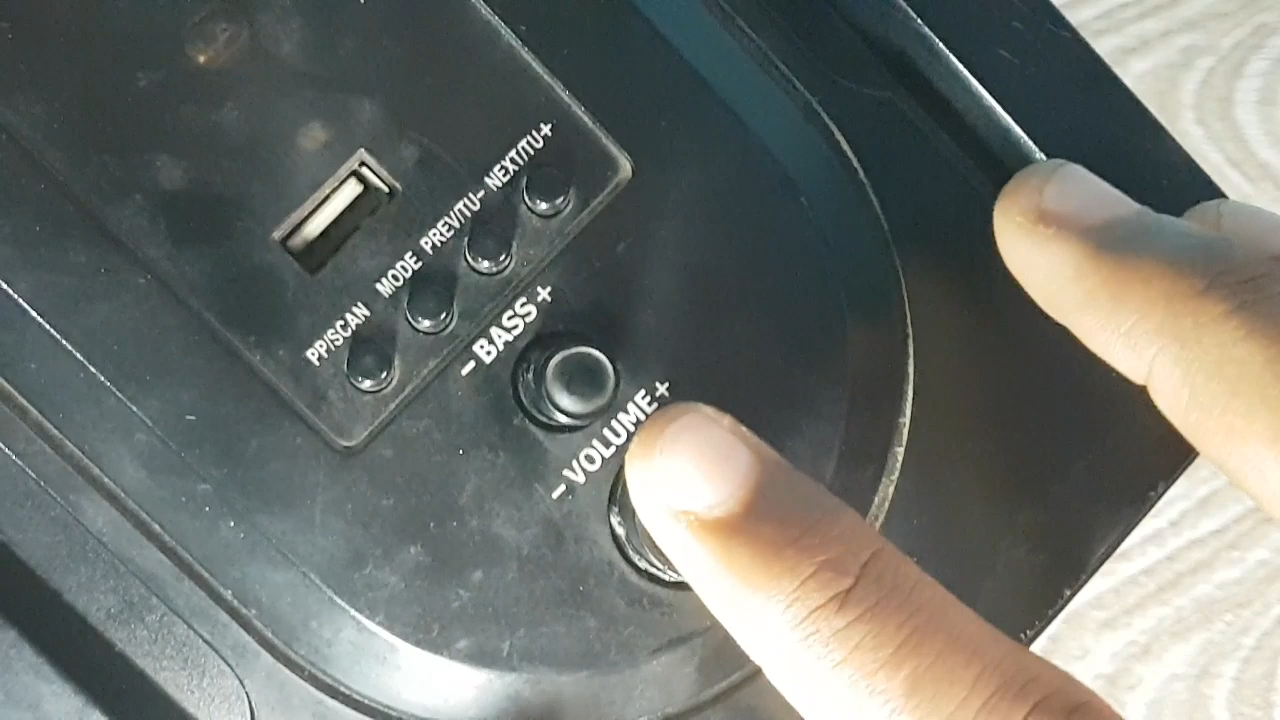 PP/SCAN MODE PREV/TU- NEXT/TU+
- BASS +
- VOLUME +